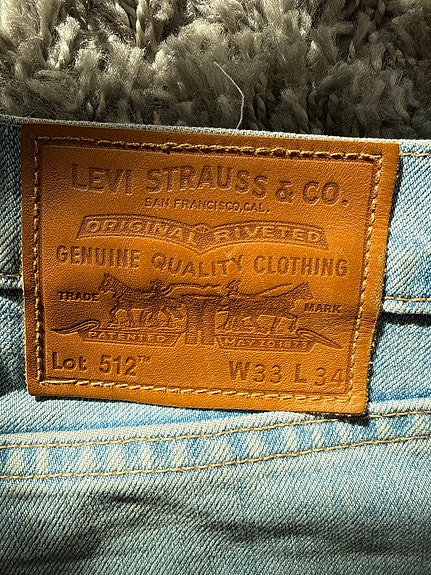 LEVI STRAUSS & CO.
SAN FRANCISCO, CAL.
ORIGINAL RIVETED
GENUINE QUALITY CLOTHING
TRADE MARK
PATENTED MAY 20 1873
Lot 512™ W33 L 34